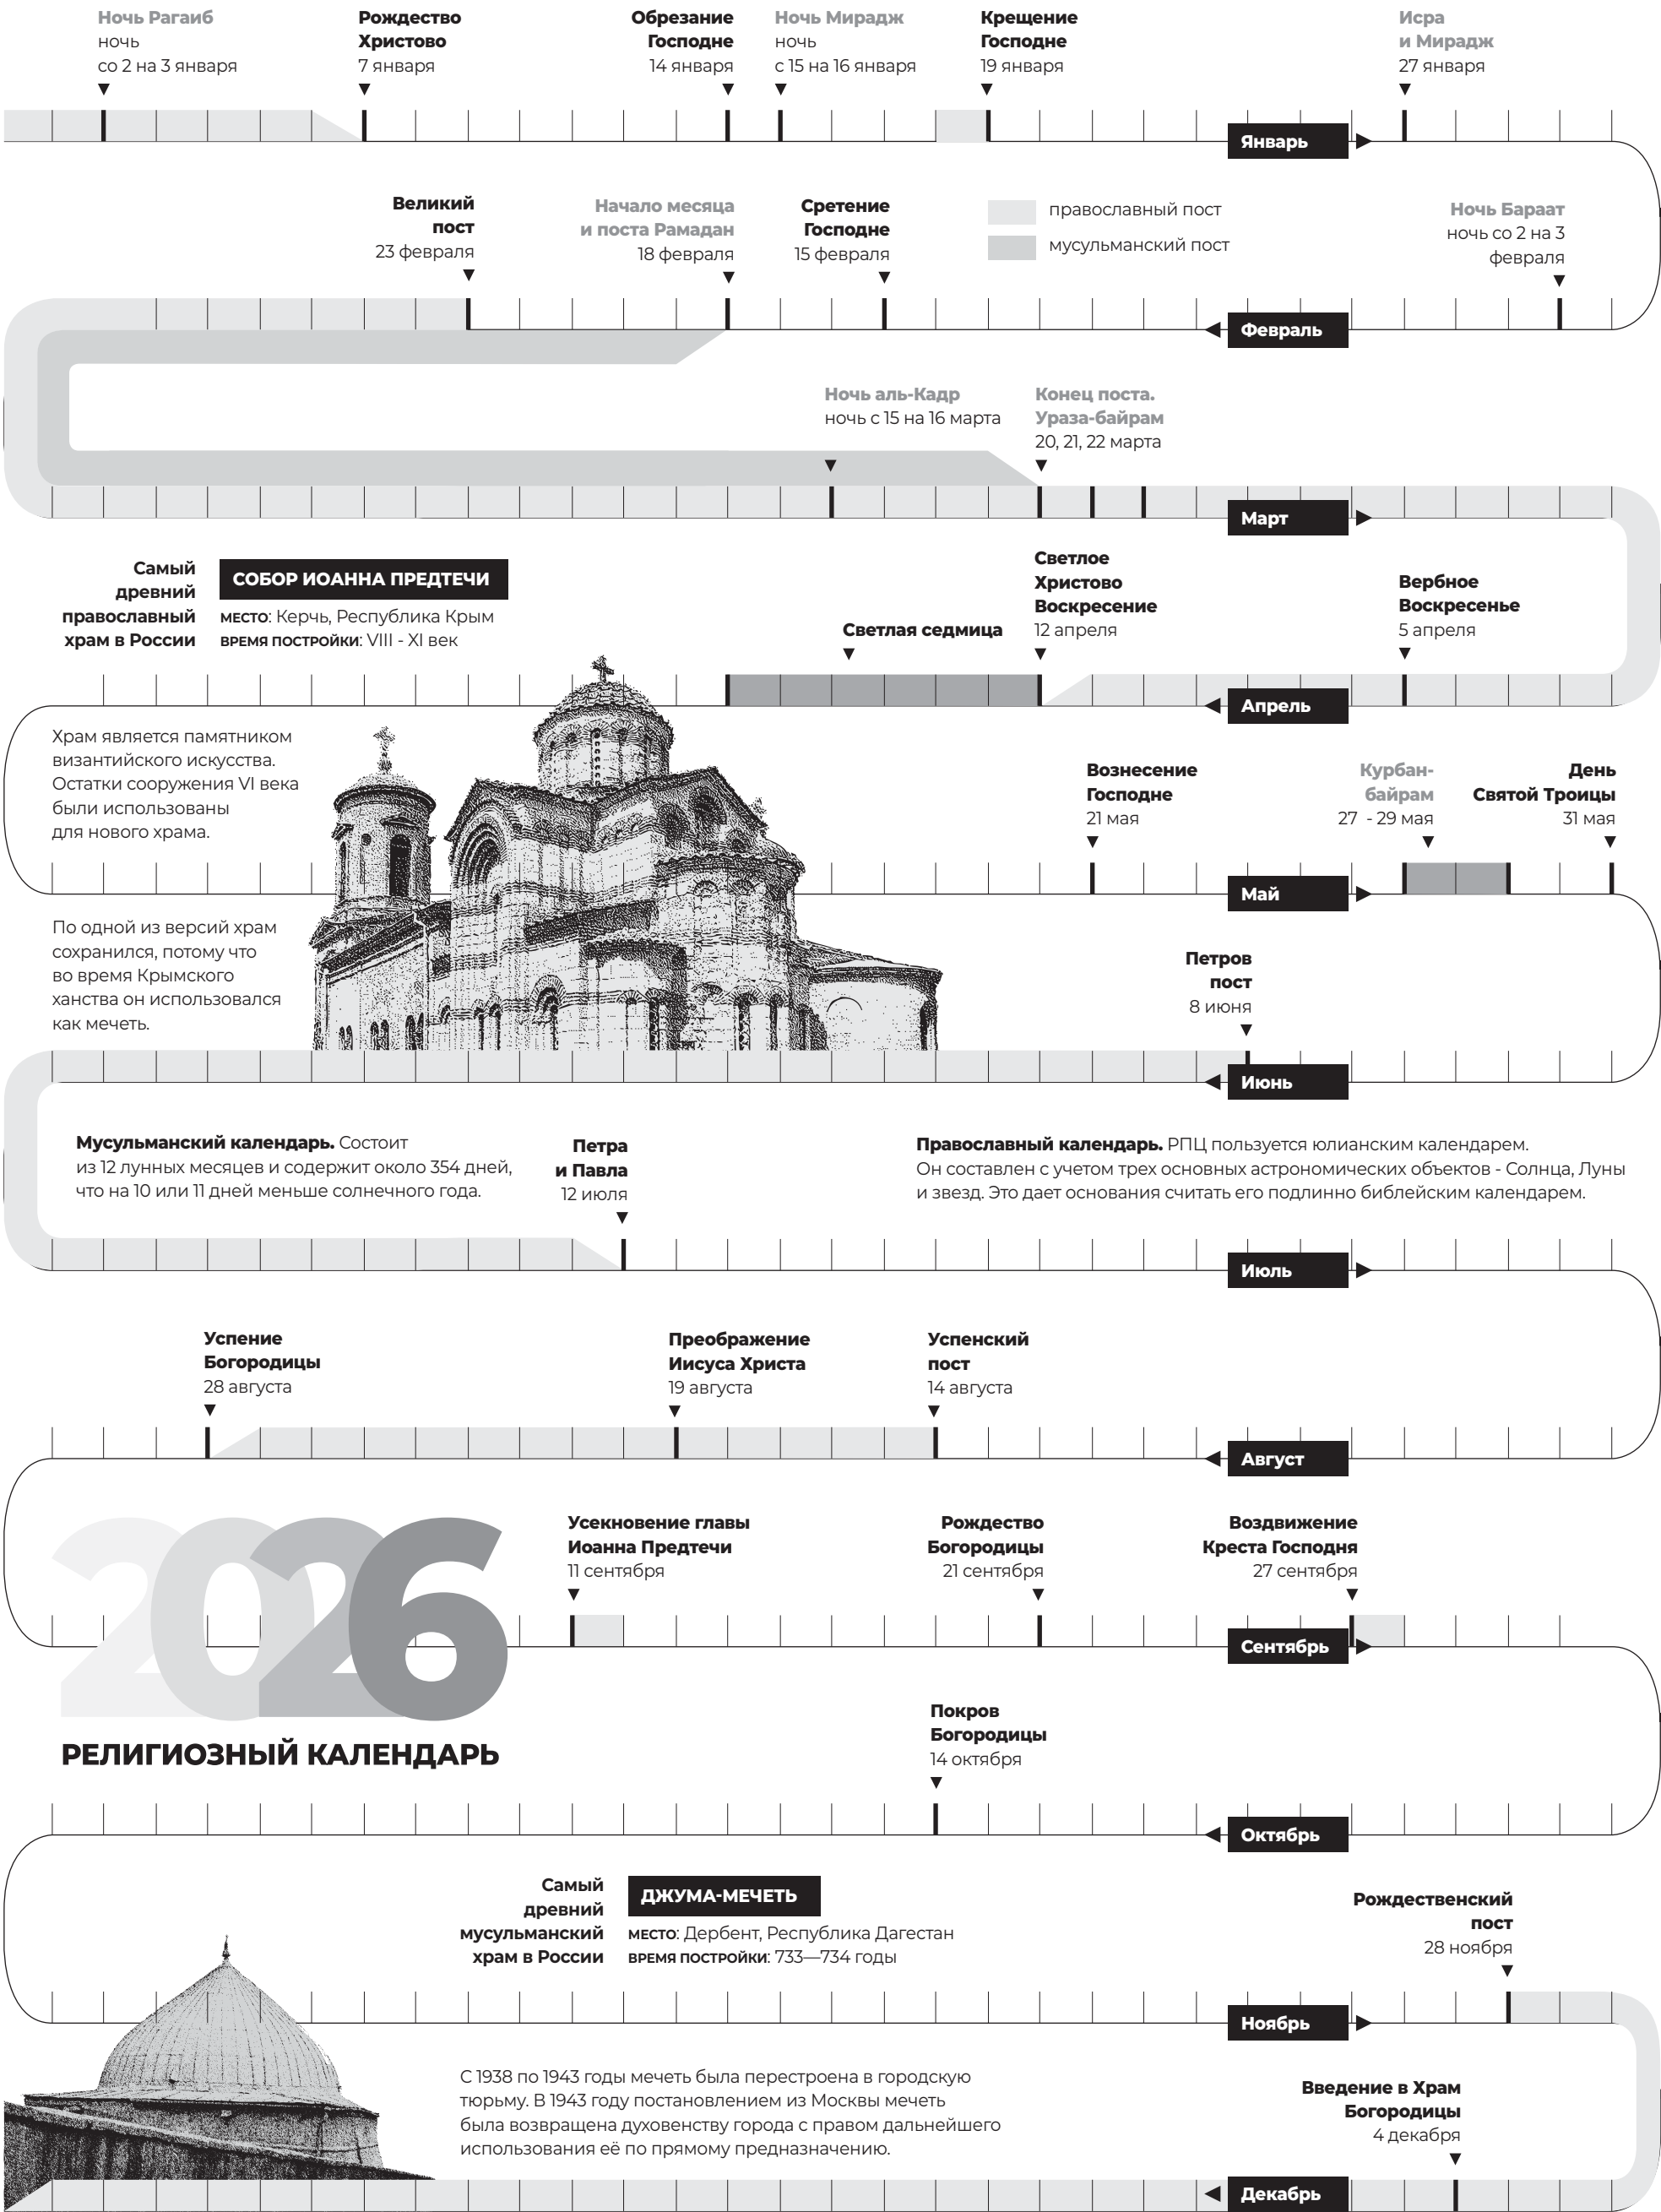 Ночь Рагаиб
ночь
со 2 на 3 января
Рождество
Христово
7 января
Обрезание
Господне
14 января
Ночь Мирадж
ночь
с 15 на 16 января
Крещение
Господне
19 января
Исра
и Мирадж
27 января
Январь
Великий
пост
23 февраля
Начало месяца
и поста Рамадан
18 февраля
Сретение
Господне
15 февраля
православный пост
мусульманский пост
Ночь Бараат
ночь со 2 на 3
февраля
Февраль
Ночь аль-Кадр
ночь с 15 на 16 марта
Конец поста.
Ураза-байрам
20, 21, 22 марта
Март
Самый
древний
православный
храм в России
СОБОР ИОАННА ПРЕДТЕЧИ
МЕСТО: Керчь, Республика Крым
ВРЕМЯ ПОСТРОЙКИ: VIII - XI век
Светлая седмица
Светлое
Христово
Воскресение
12 апреля
Вербное
Воскресенье
5 апреля
Апрель
Храм является памятником
византийского искусства.
Остатки сооружения VI века
были использованы
для нового храма.
Вознесение
Господне
21 мая
Курбан-
байрам
27 - 29 мая
День
Святой Троицы
31 мая
Май
По одной из версий храм
сохранился, потому что
во время Крымского
ханства он использовался
как мечеть.
Петров
пост
8 июня
Июнь
Мусульманский календарь. Состоит
из 12 лунных месяцев и содержит около 354 дней,
что на 10 или 11 дней меньше солнечного года.
Петра
и Павла
12 июля
Православный календарь. РПЦ пользуется юлианским календарем.
Он составлен с учетом трех основных астрономических объектов - Солнца, Луны
и звезд. Это дает основания считать его подлинно библейским календарем.
Июль
Успение
Богородицы
28 августа
Преображение
Иисуса Христа
19 августа
Успенский
пост
14 августа
Август
2026
РЕЛИГИОЗНЫЙ КАЛЕНДАРЬ
Усекновение главы
Иоанна Предтечи
11 сентября
Рождество
Богородицы
21 сентября
Воздвижение
Креста Господня
27 сентября
Сентябрь
Покров
Богородицы
14 октября
Октябрь
Самый
древний
мусульманский
храм в России
ДЖУМА-МЕЧЕТЬ
МЕСТО: Дербент, Республика Дагестан
ВРЕМЯ ПОСТРОЙКИ: 733—734 годы
Рождественский
пост
28 ноября
Ноябрь
С 1938 по 1943 годы мечеть была перестроена в городскую
тюрьму. В 1943 году постановлением из Москвы мечеть
была возвращена духовенству города с правом дальнейшего
использования её по прямому предназначению.
Введение в Храм
Богородицы
4 декабря
Декабрь